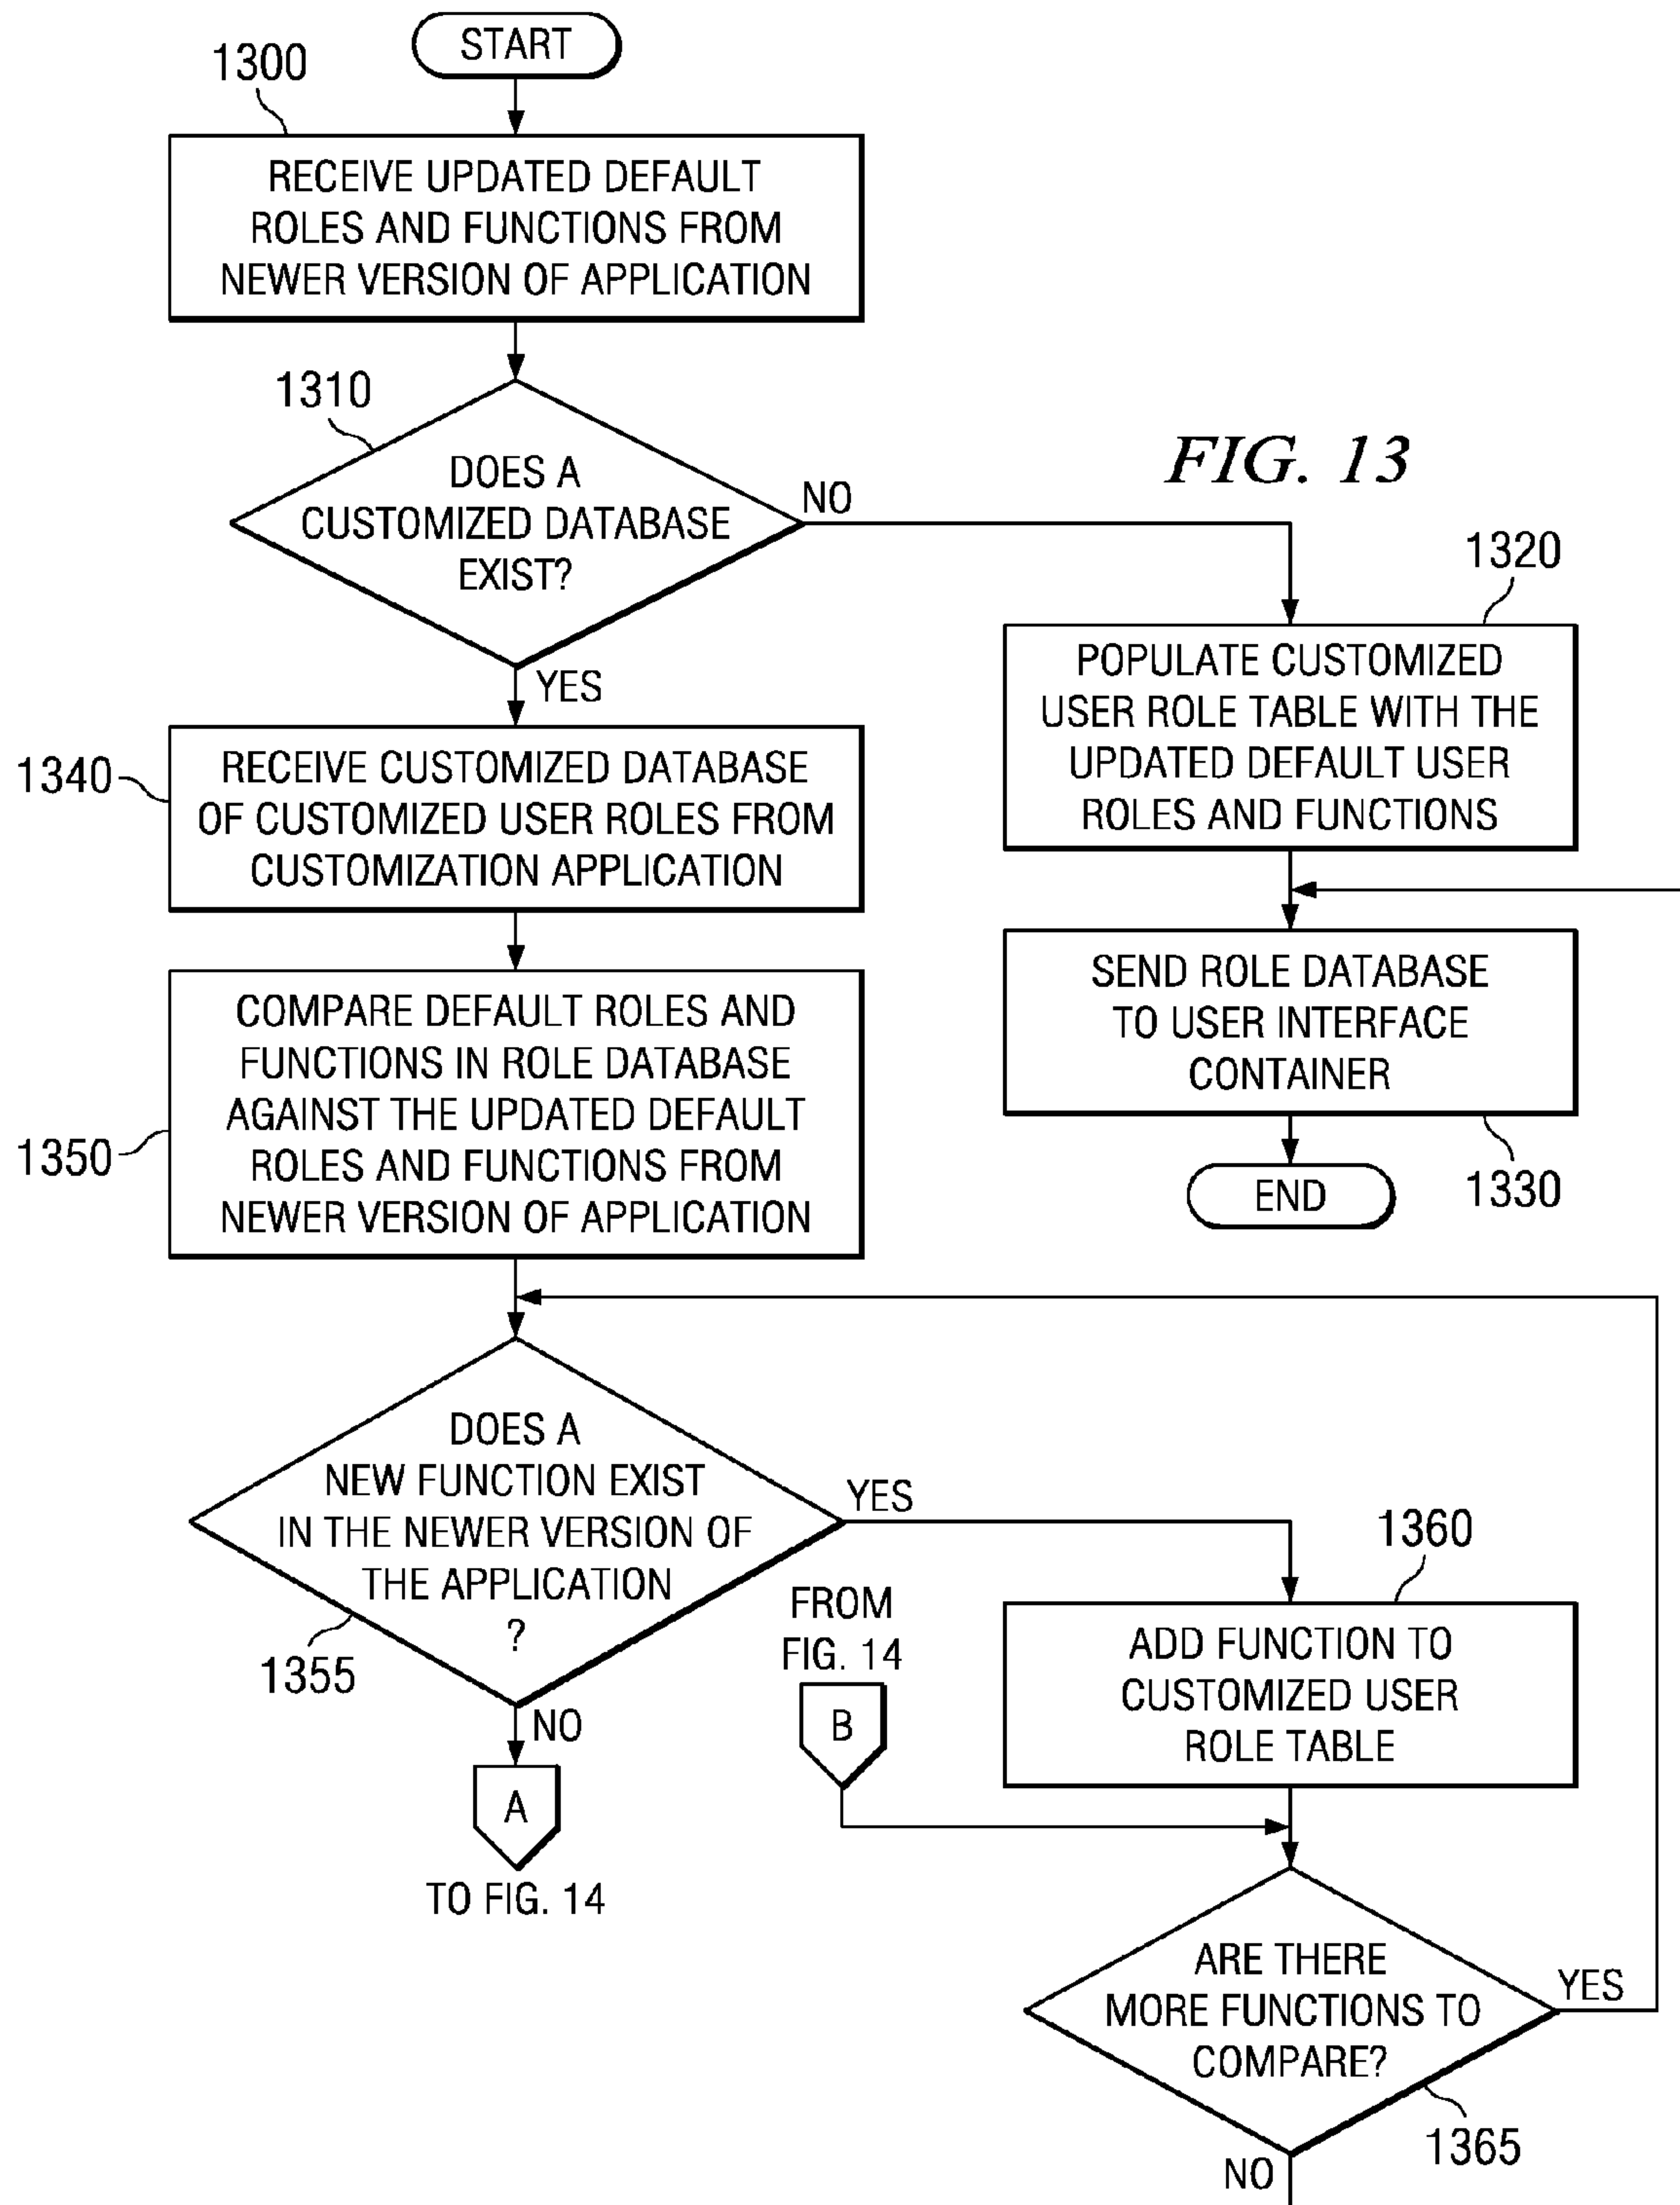 START
1300
RECEIVE UPDATED DEFAULT
ROLES AND FUNCTIONS FROM
NEWER VERSION OF APPLICATION
1310
DOES A
CUSTOMIZED DATABASE
EXIST?
NO
YES
FIG. 13
1320
POPULATE CUSTOMIZED
USER ROLE TABLE WITH THE
UPDATED DEFAULT USER
ROLES AND FUNCTIONS
1340
RECEIVE CUSTOMIZED DATABASE
OF CUSTOMIZED USER ROLES FROM
CUSTOMIZATION APPLICATION
SEND ROLE DATABASE
TO USER INTERFACE
CONTAINER
1330
END
1350
COMPARE DEFAULT ROLES AND
FUNCTIONS IN ROLE DATABASE
AGAINST THE UPDATED DEFAULT
ROLES AND FUNCTIONS FROM
NEWER VERSION OF APPLICATION
DOES A
NEW FUNCTION EXIST
IN THE NEWER VERSION OF
THE APPLICATION
?
1355
YES
NO
A
TO FIG. 14
FROM
FIG. 14
B
1360
ADD FUNCTION TO
CUSTOMIZED USER
ROLE TABLE
ARE THERE
MORE FUNCTIONS TO
COMPARE?
YES
1365
NO